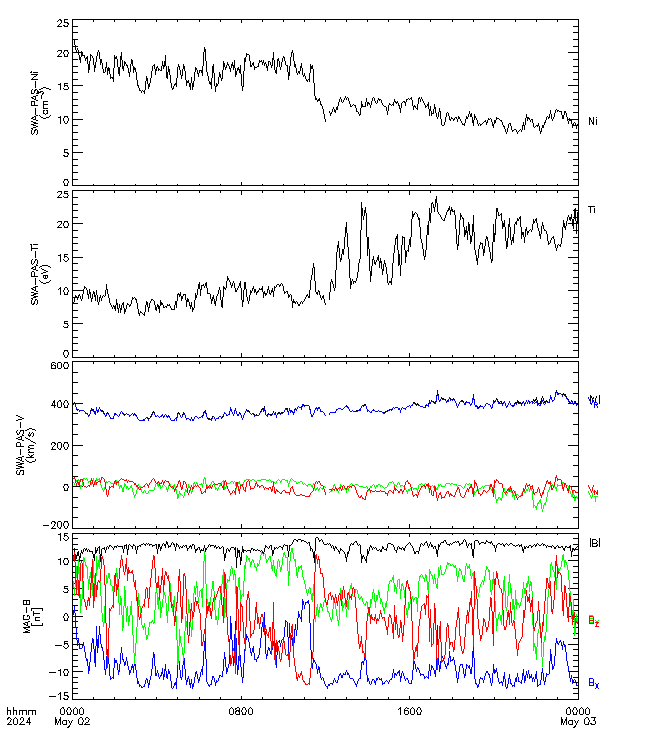 25
20
15
10
5
0
SWA-PAS-Ni
(cm⁻³)
Ni
25
20
15
10
5
0
SWA-PAS-Ti
(eV)
Ti
600
400
200
0
-200
SWA-PAS-V
(km/s)
15
10
5
0
-5
-10
-15
MAG-B
[nT]
|B|
Bx
hhmm 0000 0800 1600 0000
2024 May 02 May 03